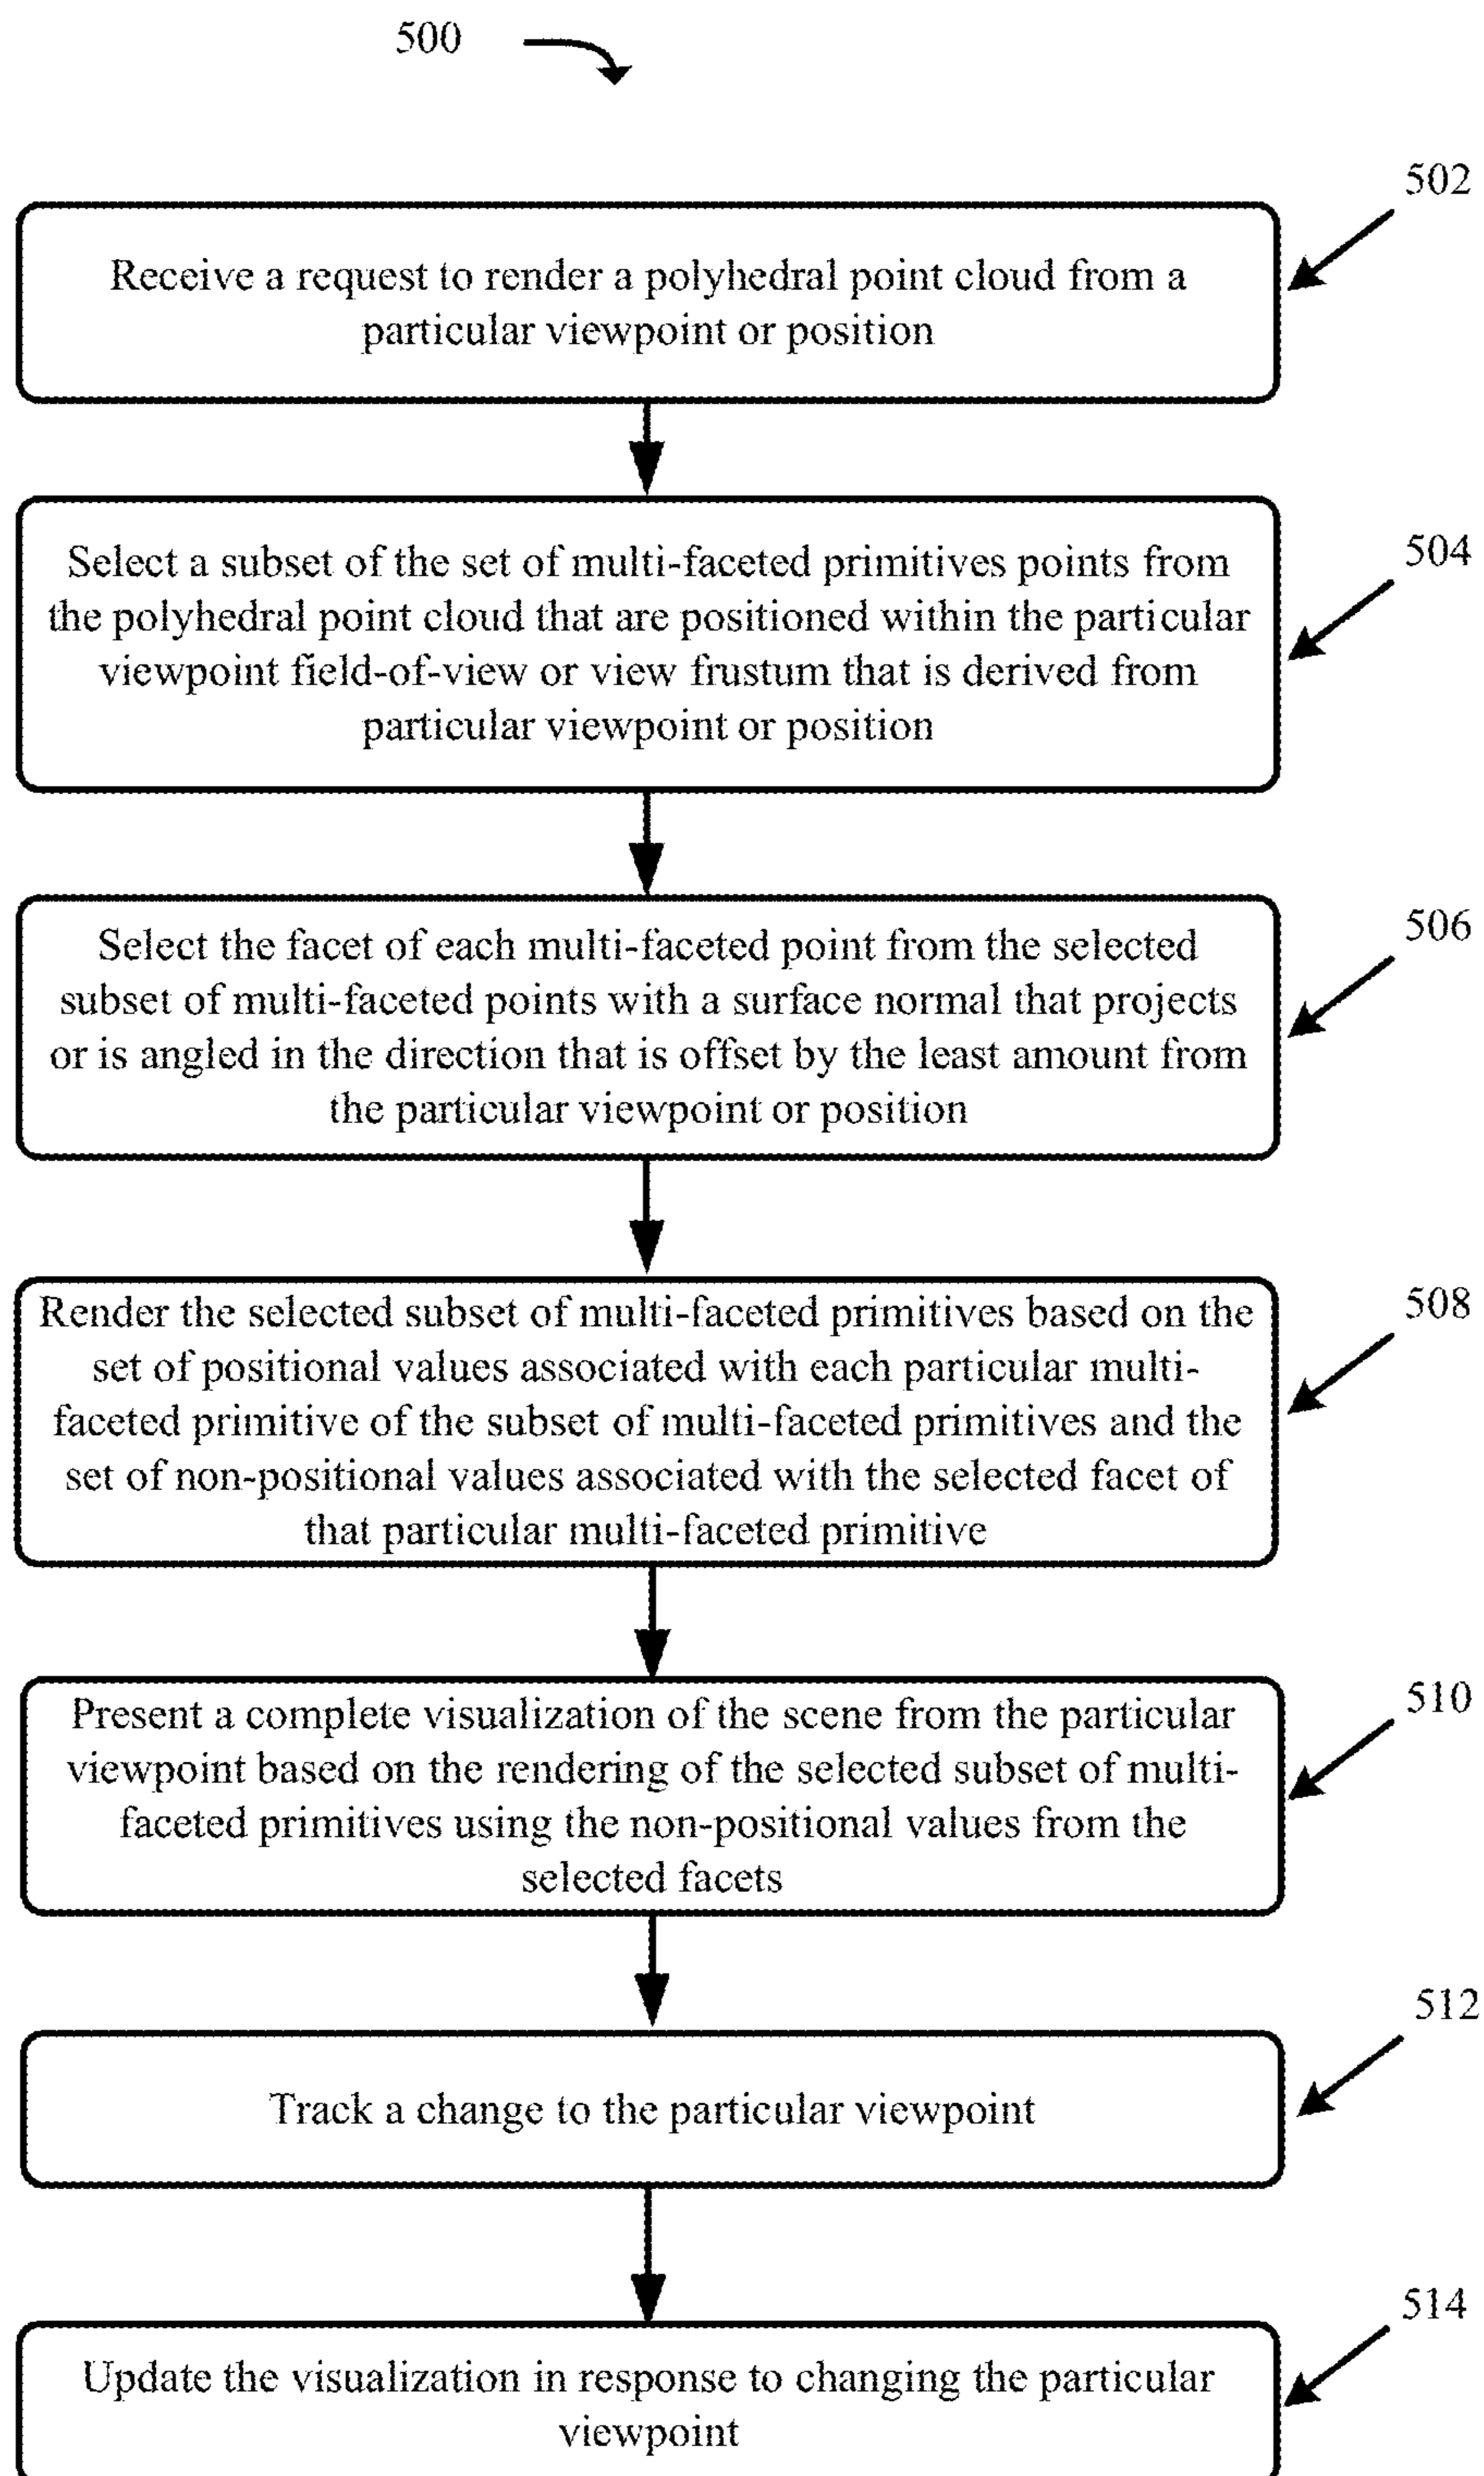 500
502
Receive a request to render a polyhedral point cloud from a
particular viewpoint or position
504
Select a subset of the set of multi-faceted primitives points from
the polyhedral point cloud that are positioned within the particular
viewpoint field-of-view or view frustum that is derived from
particular viewpoint or position
506
Select the facet of each multi-faceted point from the selected
subset of multi-faceted points with a surface normal that projects
or is angled in the direction that is offset by the least amount from
the particular viewpoint or position
508
Render the selected subset of multi-faceted primitives based on the
set of positional values associated with each particular multi-
faceted primitive of the subset of multi-faceted primitives and the
set of non-positional values associated with the selected facet of
that particular multi-faceted primitive
510
Present a complete visualization of the scene from the particular
viewpoint based on the rendering of the selected subset of multi-
faceted primitives using the non-positional values from the
selected facets
512
Track a change to the particular viewpoint
514
Update the visualization in response to changing the particular
viewpoint